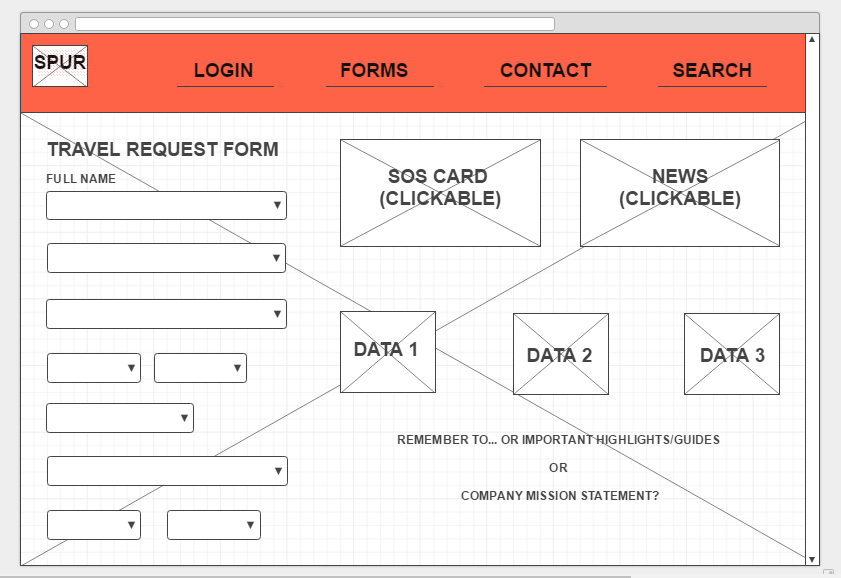 SPUR
LOGIN
FORMS
CONTACT
SEARCH
TRAVEL REQUEST FORM
FULL NAME
SOS CARD
(CLICKABLE)
NEWS
(CLICKABLE)
DATA 1
DATA 2
DATA 3
REMEMBER TO... OR IMPORTANT HIGHLIGHTS/GUIDES
OR
COMPANY MISSION STATEMENT?